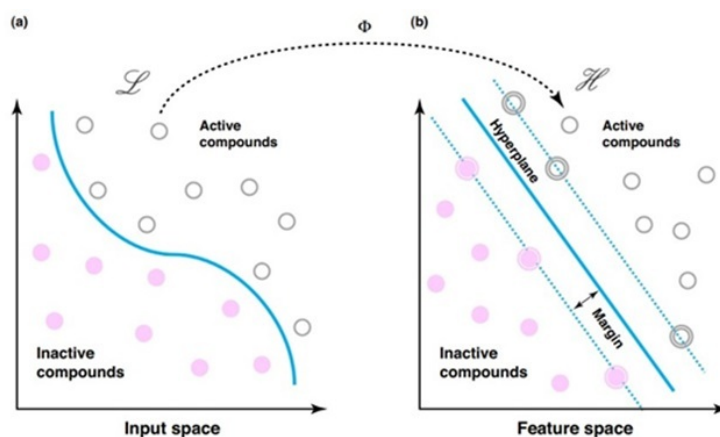 (a)
Φ
(b)
ℒ
ℋ
Active
compounds
Inactive
compounds
Input space
Hyperplane
Active
compounds
Margin
Inactive
compounds
Feature space